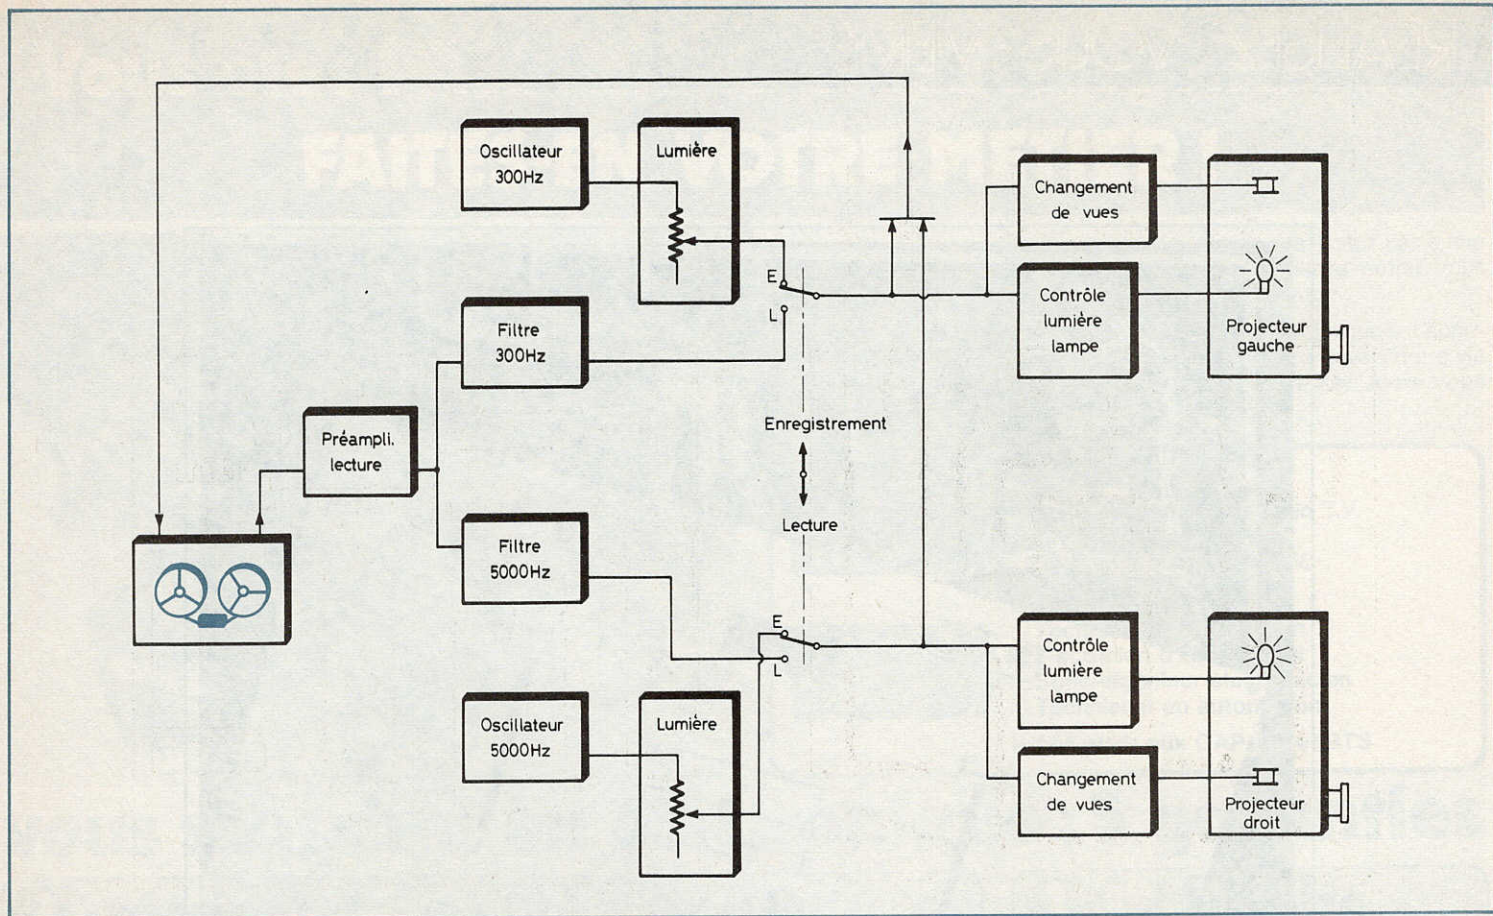 Oscillateur
300Hz
Lumière
Changement
de vues
E
L
Contrôle
lumière
lampe
Projecteur
gauche
Filtre
300Hz
Préampli.
lecture
Enregistrement
Lecture
Filtre
5000Hz
E
L
Contrôle
lumière
lampe
Oscillateur
5000Hz
Lumière
Changement
de vues
Projecteur
droit